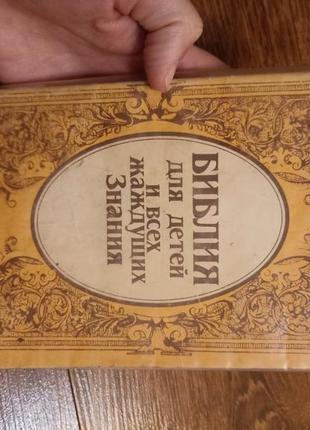 БИБЛИЯ
для детей
и всех
жаждущих
Знания